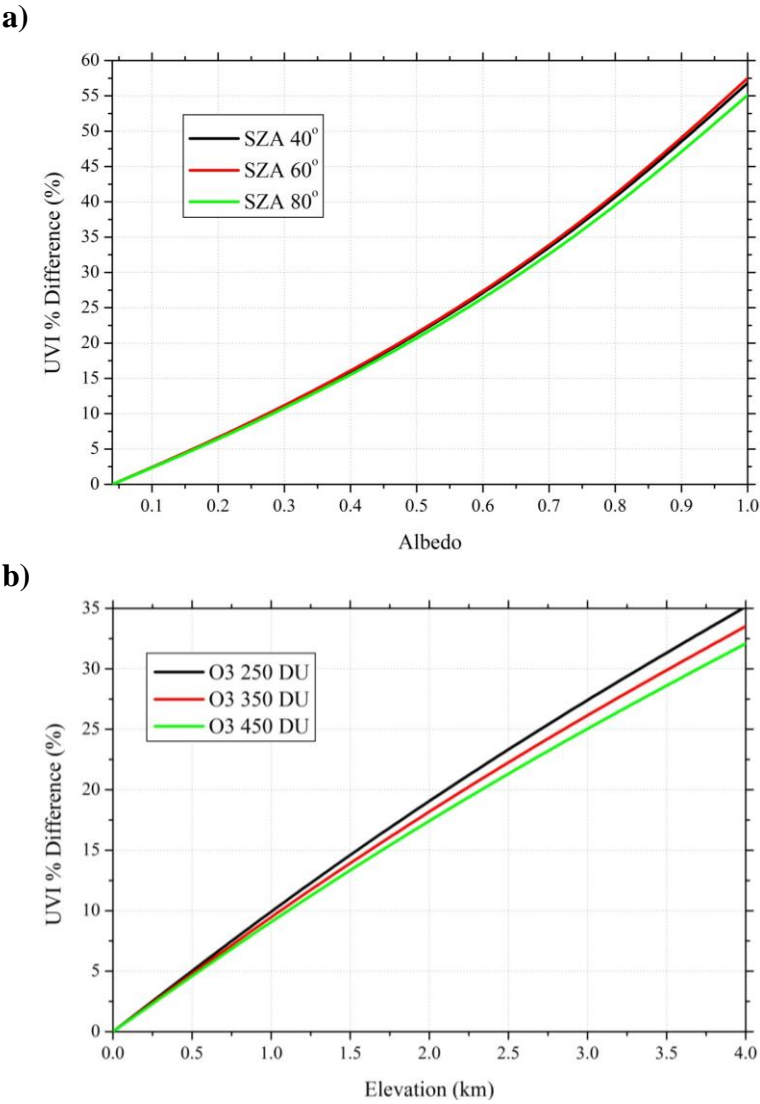 a)
60
55
50
45
40
35
30
25
20
15
10
5
0
UVI % Difference (%)
SZA 40°
SZA 60°
SZA 80°
0.1 0.2 0.3 0.4 0.5 0.6 0.7 0.8 0.9 1.0
Albedo
b)
35
30
25
20
15
10
5
0
UVI % Difference (%)
O3 250 DU
O3 350 DU
O3 450 DU
0.0 0.5 1.0 1.5 2.0 2.5 3.0 3.5 4.0
Elevation (km)